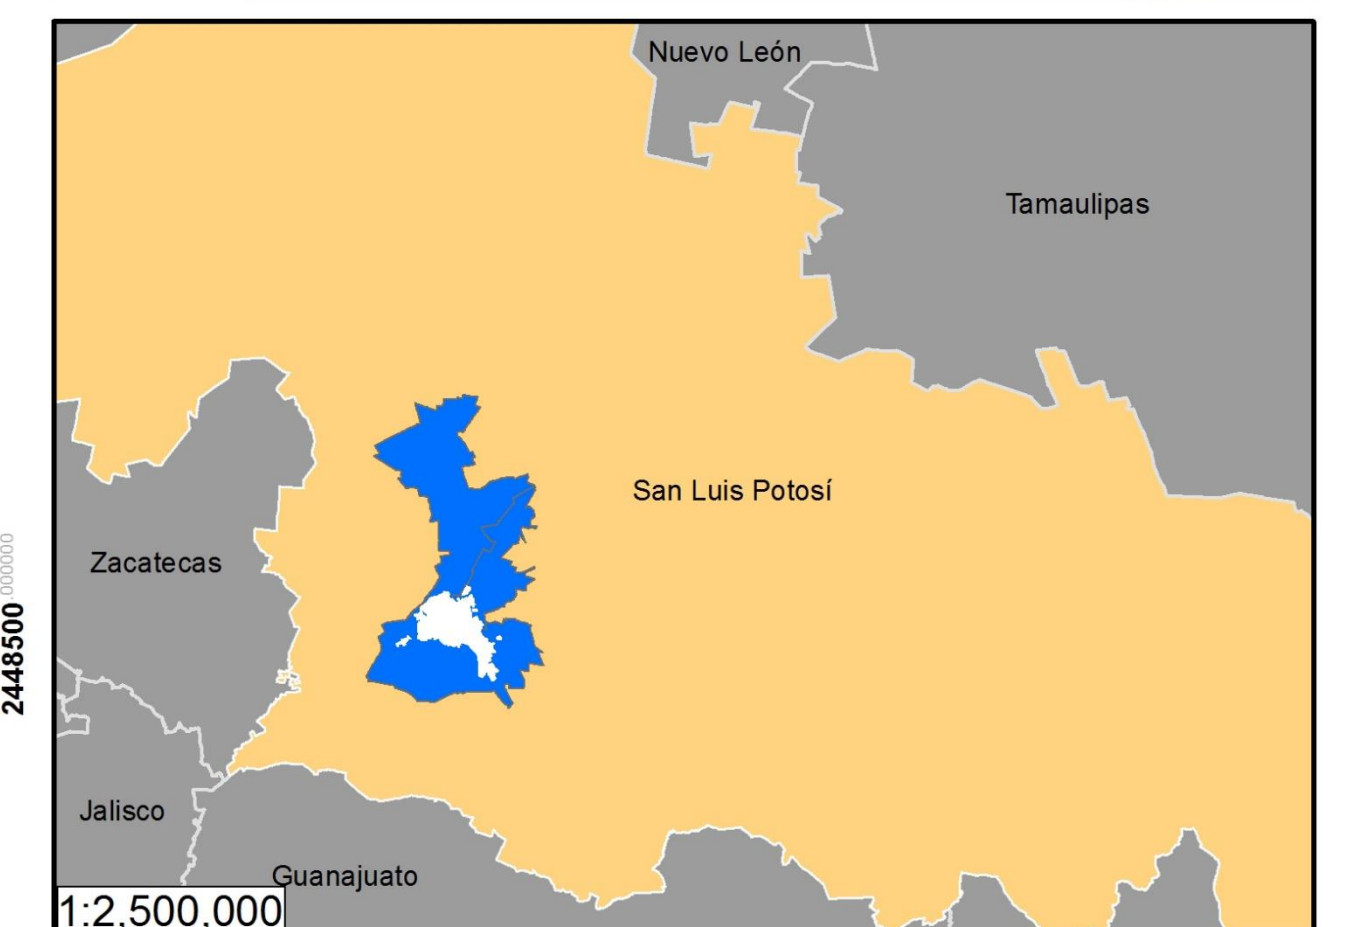 Nuevo León
Tamaulipas
San Luis Potosí
Zacatecas
2448500.000000
Jalisco
Guanajuato
1:2,500,000